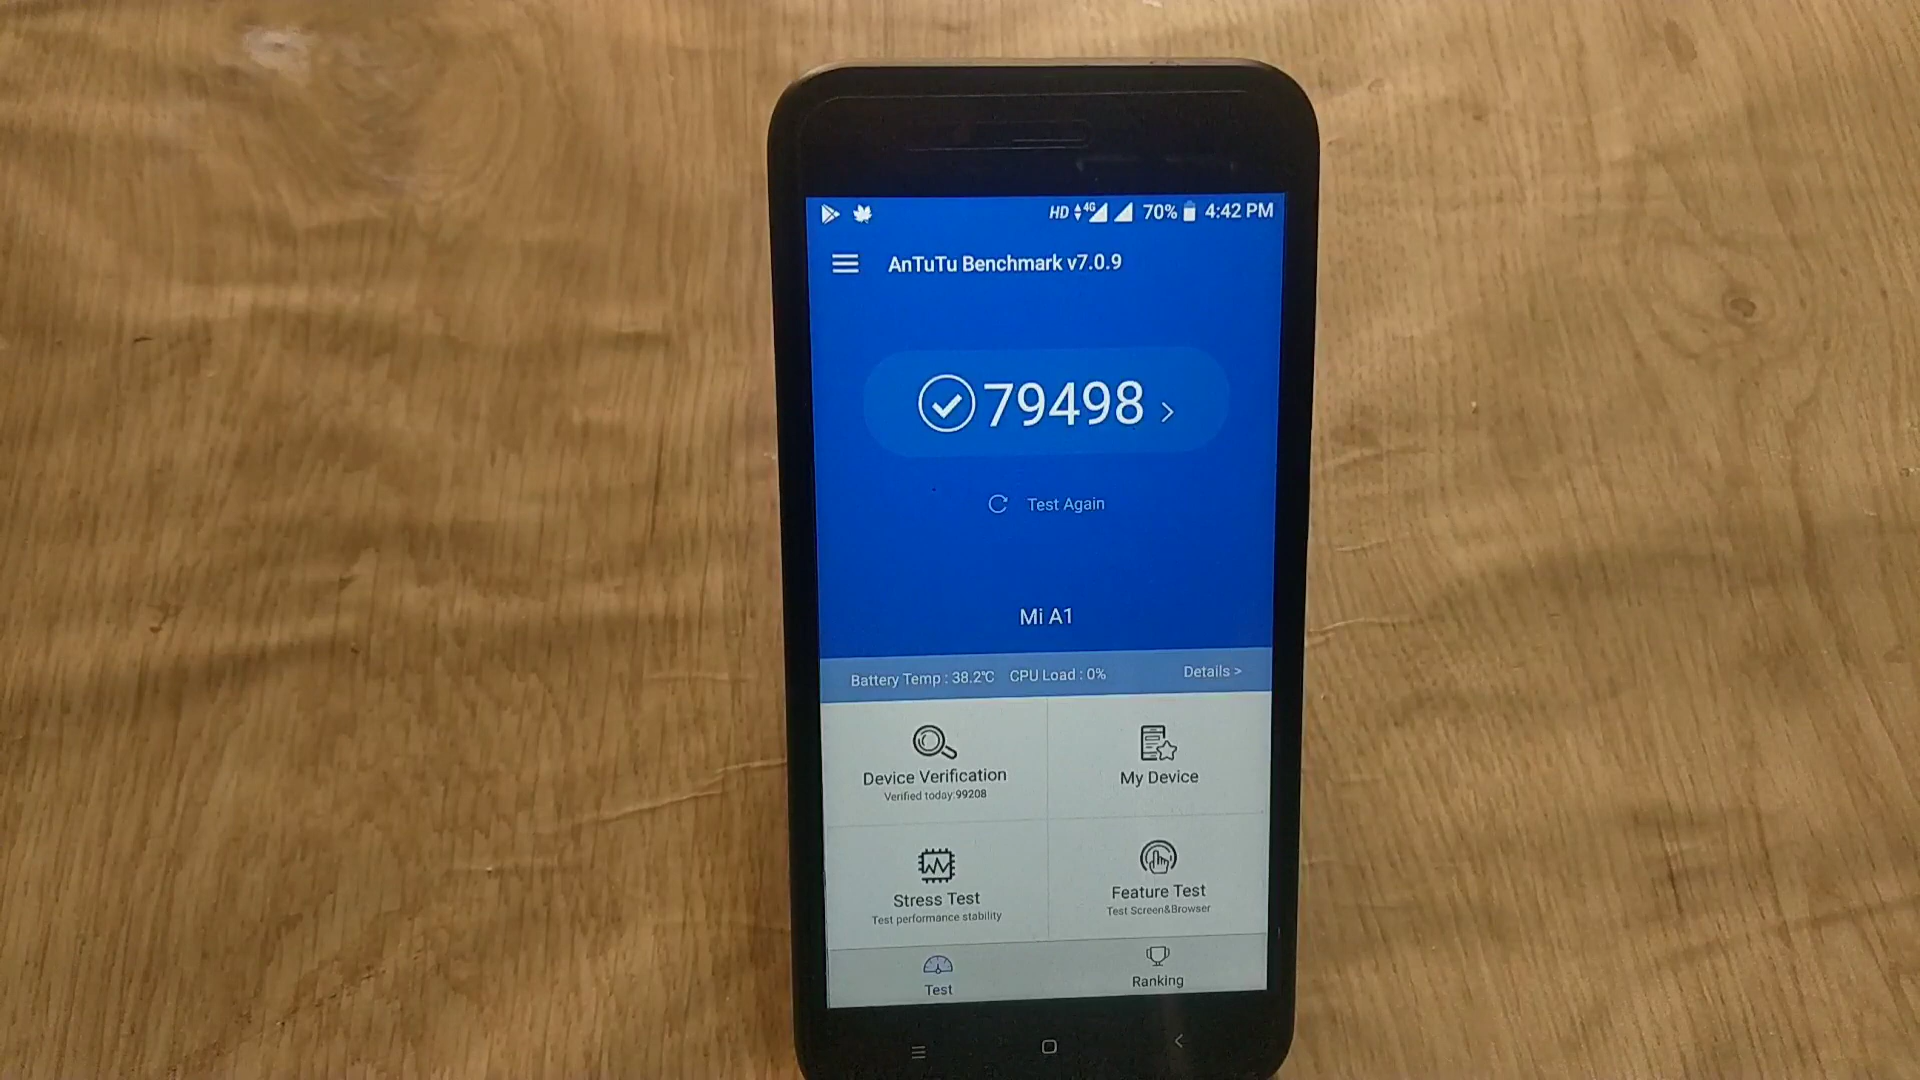 HD 4G 70% 4:42 PM
AnTuTu Benchmark v7.0.9
79498 >
Test Again
Mi A1
Battery Temp : 38.2℃ CPU Load : 0% Details >
Device Verification
Verified today:99208
My Device
Stress Test
Test performance stability
Feature Test
Test Screen&Browser
Test
Ranking